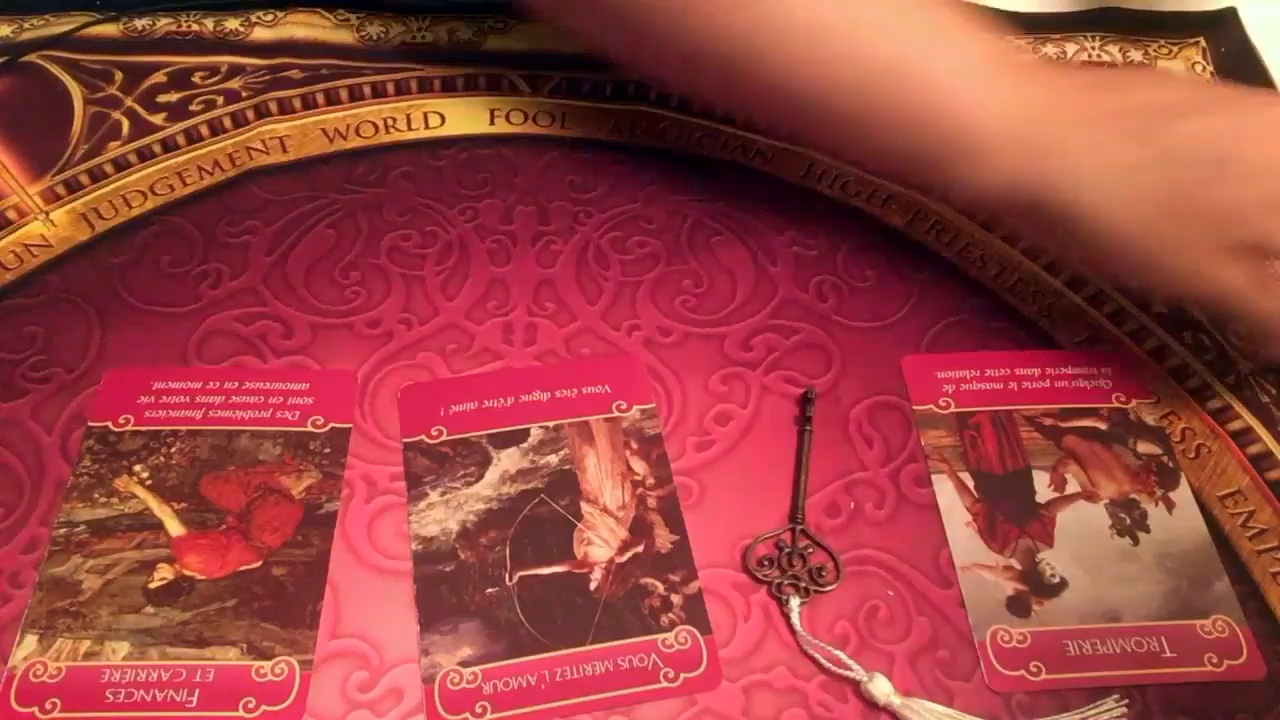 SUN JUDGEMENT WORLD FOOL MAGICIAN HIGH PRIESTESS
FINANCES
ET CARRIÈRE
Des problèmes financiers
sont en cause dans votre vie
amoureuse en ce moment.
VOUS MÉRITEZ L'AMOUR
Vous êtes digne d'être aimé !
TROMPERIE
Quelqu'un porte le masque de
la tromperie dans cette relation.